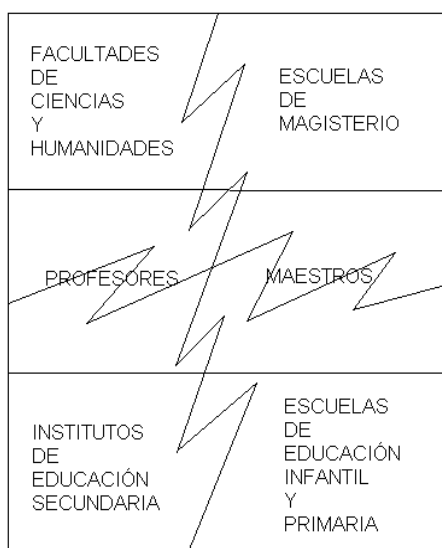 FACULTADES
DE
CIENCIAS
Y
HUMANIDADES
ESCUELAS
DE
MAGISTERIO
PROFESORES
MAESTROS
INSTITUTOS
DE
EDUCACIÓN
SECUNDARIA
ESCUELAS
DE
EDUCACIÓN
INFANTIL
Y
PRIMARIA